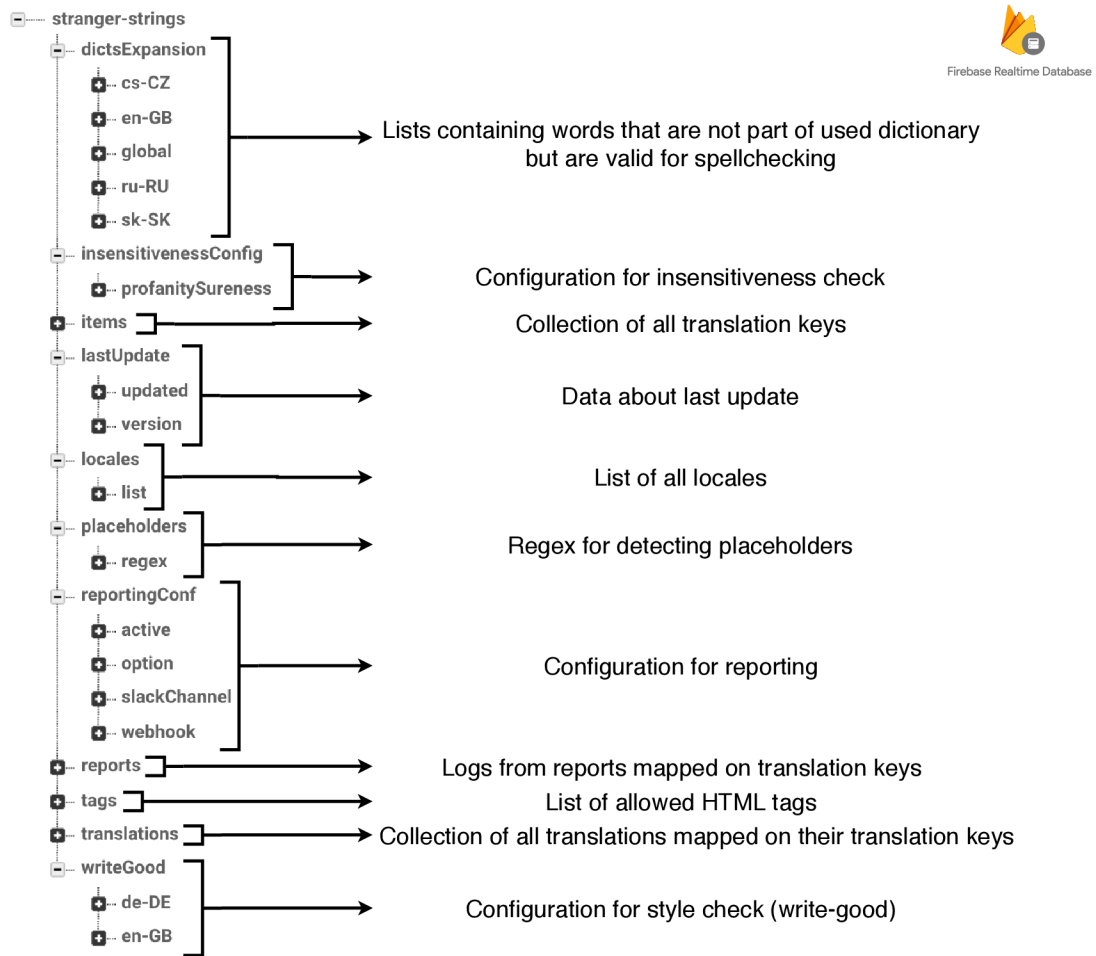 stranger-strings
Firebase Realtime Database
dictsExpansion
cs-CZ
en-GB
global
ru-RU
sk-SK
Lists containing words that are not part of used dictionary
but are valid for spellchecking
insensitivenessConfig
profanitySureness
Configuration for insensitiveness check
items
Collection of all translation keys
lastUpdate
updated
version
Data about last update
locales
list
List of all locales
placeholders
regex
Regex for detecting placeholders
reportingConf
active
option
slackChannel
webhook
Configuration for reporting
reports
Logs from reports mapped on translation keys
tags
List of allowed HTML tags
translations
Collection of all translations mapped on their translation keys
writeGood
de-DE
en-GB
Configuration for style check (write-good)